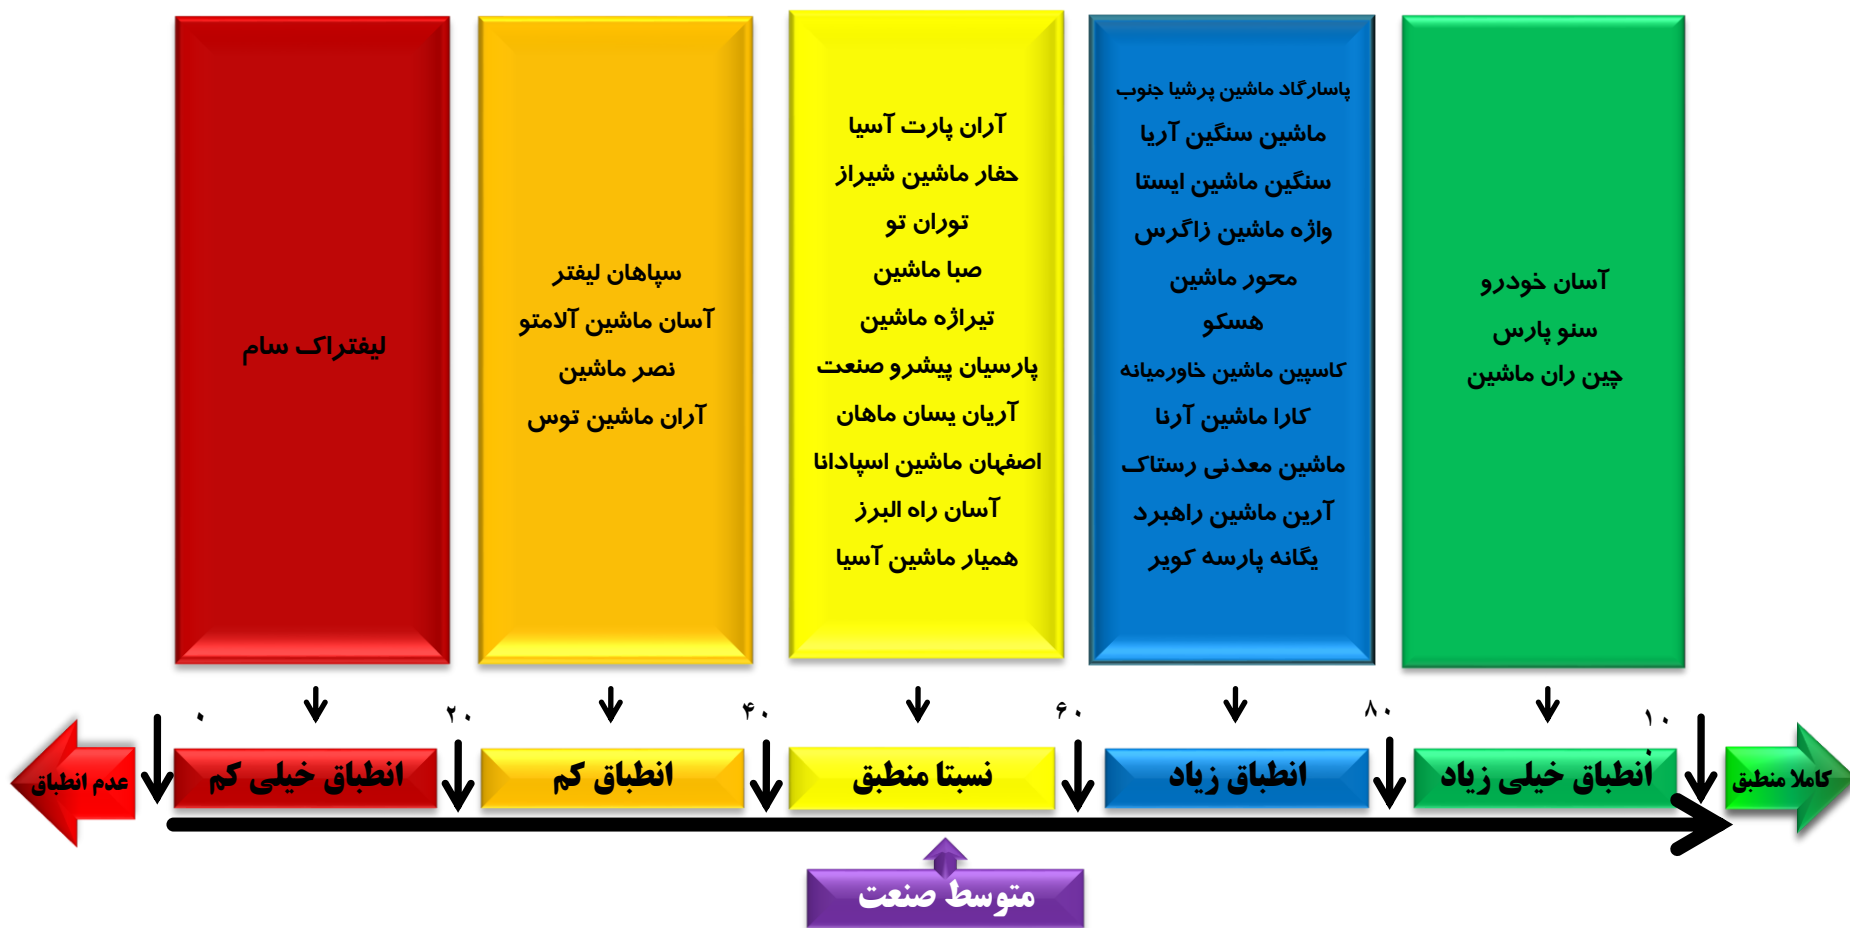 پاسارگاد ماشین پرشیا جنوب
ماشین سنگین آریا
سنگین ماشین ایستا
واژه ماشین زاگرس
محور ماشین
هسکو
کاسپین ماشین خاورمیانه
کارا ماشین آرنا
ماشین معدنی رستاک
آرین ماشین راهبرد
یگانه پارسه کویر
آسان خودرو
سنو پارس
چین ران ماشین
آران پارت آسیا
حفار ماشین شیراز
توران تو
صبا ماشین
تیراژه ماشین
پارسیان پیشرو صنعت
آریان یسان ماهان
اصفهان ماشین اسپادانا
آسان راه البرز
همیار ماشین آسیا
سپاهان لیفتر
آسان ماشین آلامتو
نصر ماشین
آران ماشین توس
لیفتراک سام
۰
۲۰
۴۰
۶۰
۸۰
۱۰۰
کاملا منطبق
انطباق خیلی زیاد
انطباق زیاد
نسبتا منطبق
انطباق کم
انطباق خیلی کم
عدم انطباق
متوسط صنعت